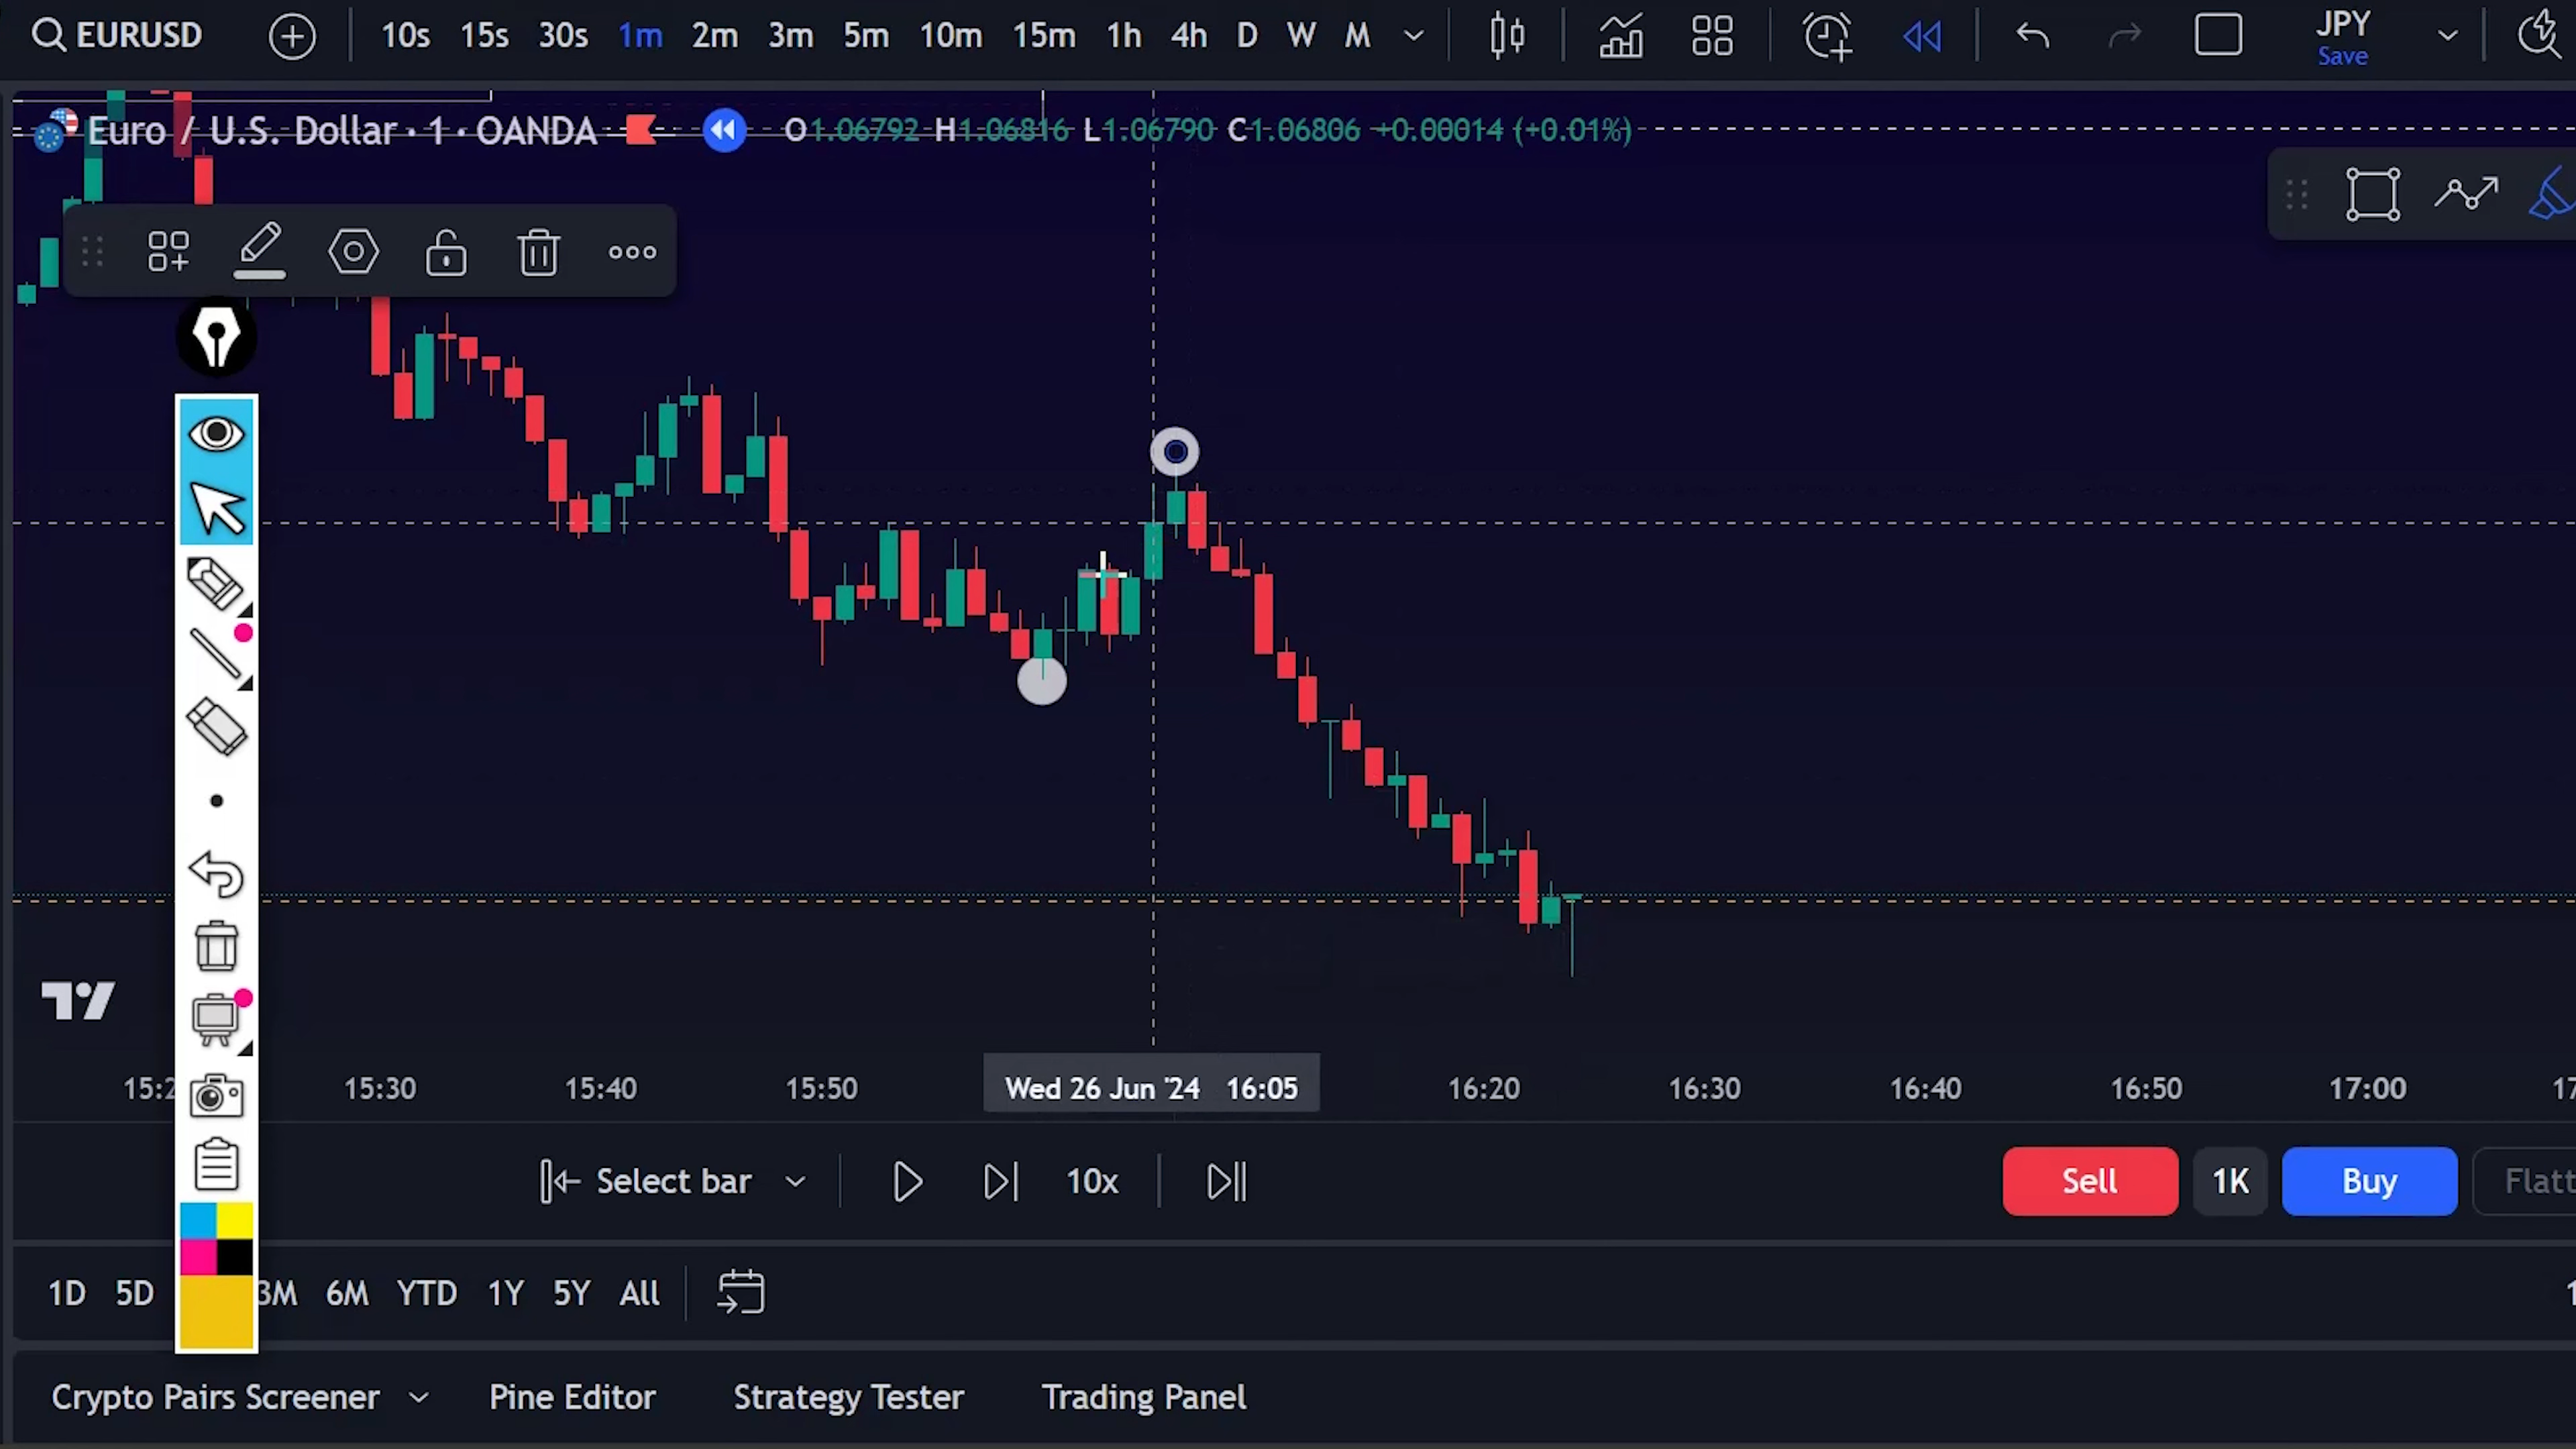 EURUSD 10s 15s 30s 1m 2m 3m 5m 10m 15m 1h 4h D W M JPY
Save
Euro / U.S. Dollar · 1 · OANDA O1.06792 H1.06816 L1.06790 C1.06806 +0.00014 (+0.01%)
15:30 15:40 15:50 Wed 26 Jun '24 16:05 16:20 16:30 16:40 16:50 17:00
Select bar 10x Sell 1K Buy
1D 5D 3M 6M YTD 1Y 5Y All
Crypto Pairs Screener Pine Editor Strategy Tester Trading Panel